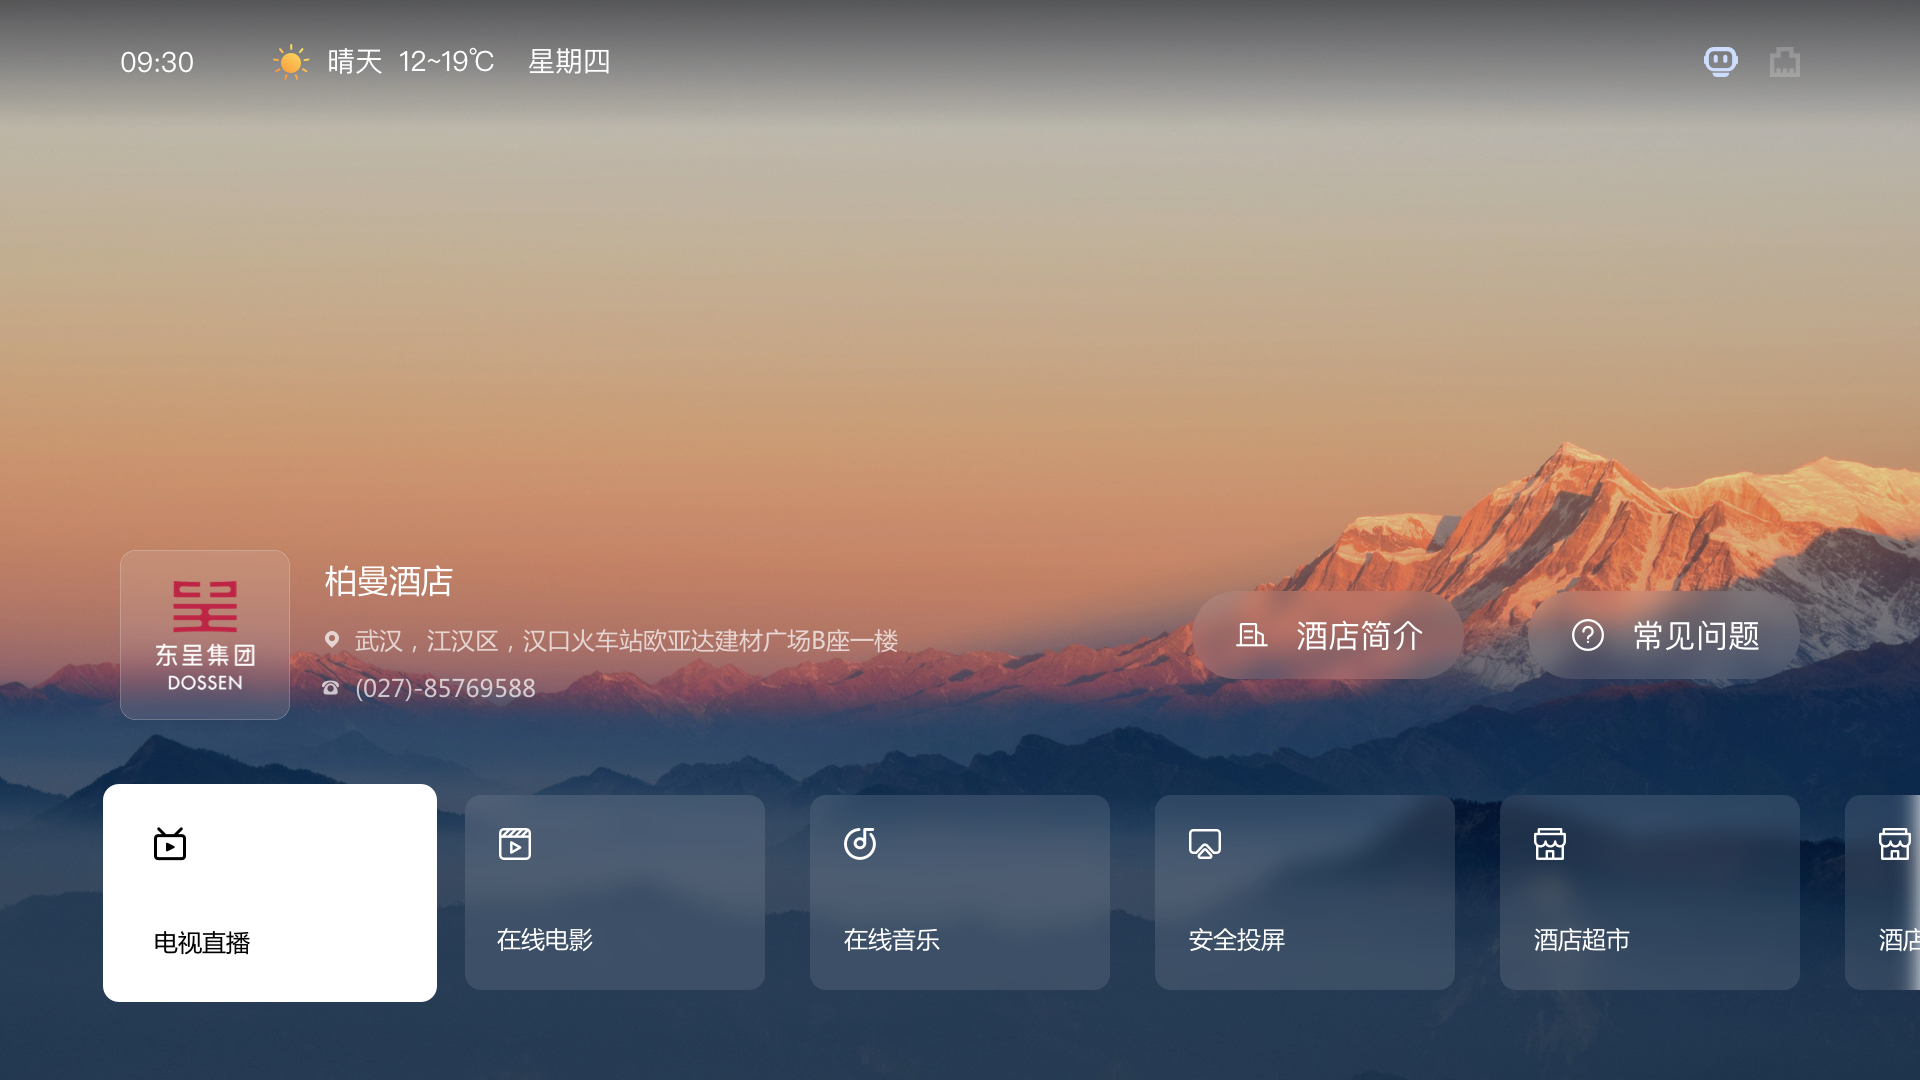 09:30 晴天 12~19℃ 星期四
柏曼酒店
武汉，江汉区，汉口火车站欧亚达建材广场B座一楼
(027)-85769588
东呈集团
DOSSEN
酒店简介
常见问题
电视直播
在线电影
在线音乐
安全投屏
酒店超市
酒店